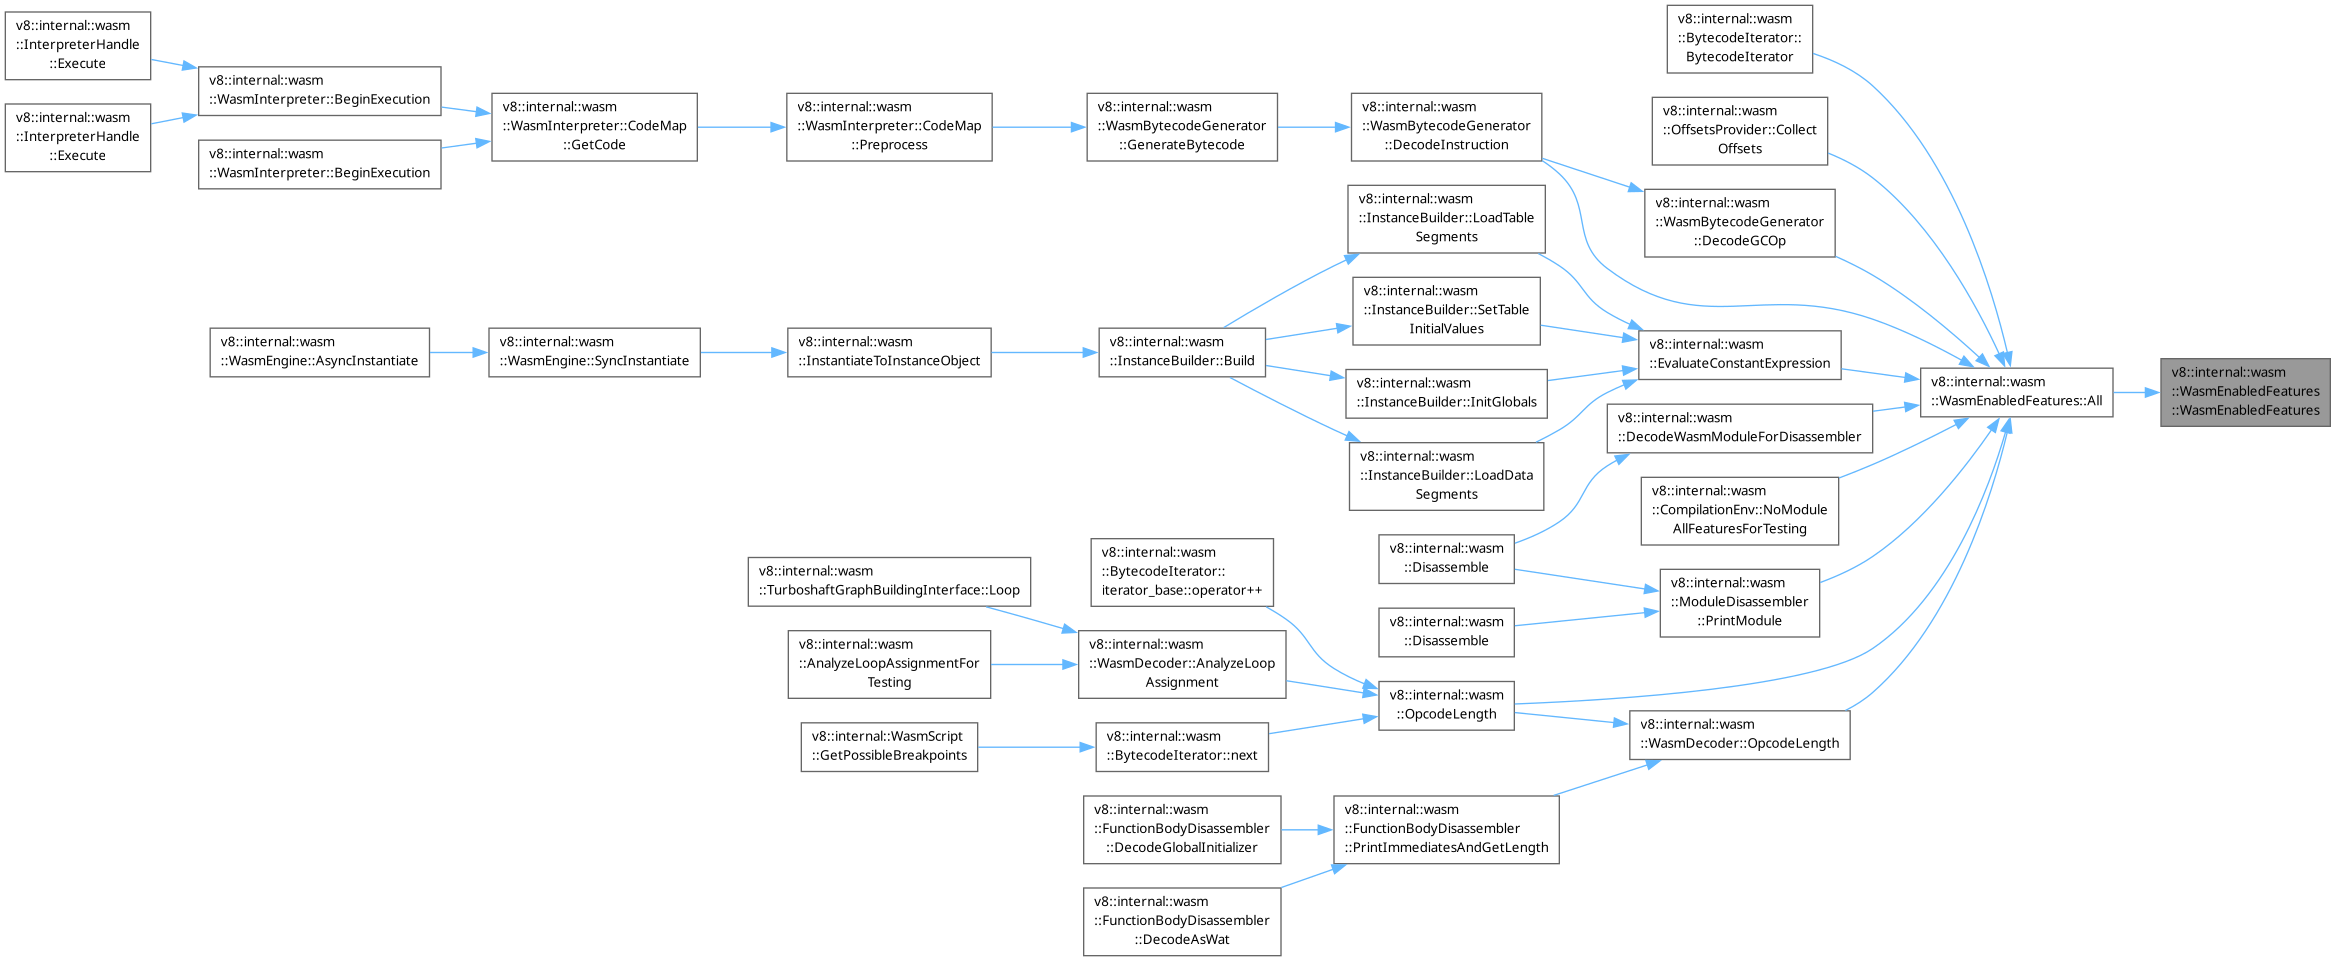 v8::internal::wasm
::InterpreterHandle
::Execute
v8::internal::wasm
::InterpreterHandle
::Execute
v8::internal::wasm
::WasmInterpreter::BeginExecution
v8::internal::wasm
::WasmInterpreter::BeginExecution
v8::internal::wasm
::WasmInterpreter::CodeMap
::GetCode
v8::internal::wasm
::WasmInterpreter::CodeMap
::Preprocess
v8::internal::wasm
::WasmBytecodeGenerator
::GenerateBytecode
v8::internal::wasm
::WasmBytecodeGenerator
::DecodeInstruction
v8::internal::wasm
::BytecodeIterator::
BytecodeIterator
v8::internal::wasm
::OffsetsProvider::Collect
Offsets
v8::internal::wasm
::WasmBytecodeGenerator
::DecodeGCOp
v8::internal::wasm
::InstanceBuilder::LoadTable
Segments
v8::internal::wasm
::InstanceBuilder::SetTable
InitialValues
v8::internal::wasm
::WasmEngine::AsyncInstantiate
v8::internal::wasm
::WasmEngine::SyncInstantiate
v8::internal::wasm
::InstantiateToInstanceObject
v8::internal::wasm
::InstanceBuilder::Build
v8::internal::wasm
::InstanceBuilder::InitGlobals
v8::internal::wasm
::InstanceBuilder::LoadData
Segments
v8::internal::wasm
::EvaluateConstantExpression
v8::internal::wasm
::DecodeWasmModuleForDisassembler
v8::internal::wasm
::CompilationEnv::NoModule
AllFeaturesForTesting
v8::internal::wasm
::WasmEnabledFeatures::All
v8::internal::wasm
::WasmEnabledFeatures
::WasmEnabledFeatures
v8::internal::wasm
::Disassemble
v8::internal::wasm
::Disassemble
v8::internal::wasm
::ModuleDisassembler
::PrintModule
v8::internal::wasm
::TurboshaftGraphBuildingInterface::Loop
v8::internal::wasm
::AnalyzeLoopAssignmentFor
Testing
v8::internal::WasmScript
::GetPossibleBreakpoints
v8::internal::wasm
::BytecodeIterator::
iterator_base::operator++
v8::internal::wasm
::WasmDecoder::AnalyzeLoop
Assignment
v8::internal::wasm
::BytecodeIterator::next
v8::internal::wasm
::OpcodeLength
v8::internal::wasm
::WasmDecoder::OpcodeLength
v8::internal::wasm
::FunctionBodyDisassembler
::DecodeGlobalInitializer
v8::internal::wasm
::FunctionBodyDisassembler
::PrintImmediatesAndGetLength
v8::internal::wasm
::FunctionBodyDisassembler
::DecodeAsWat